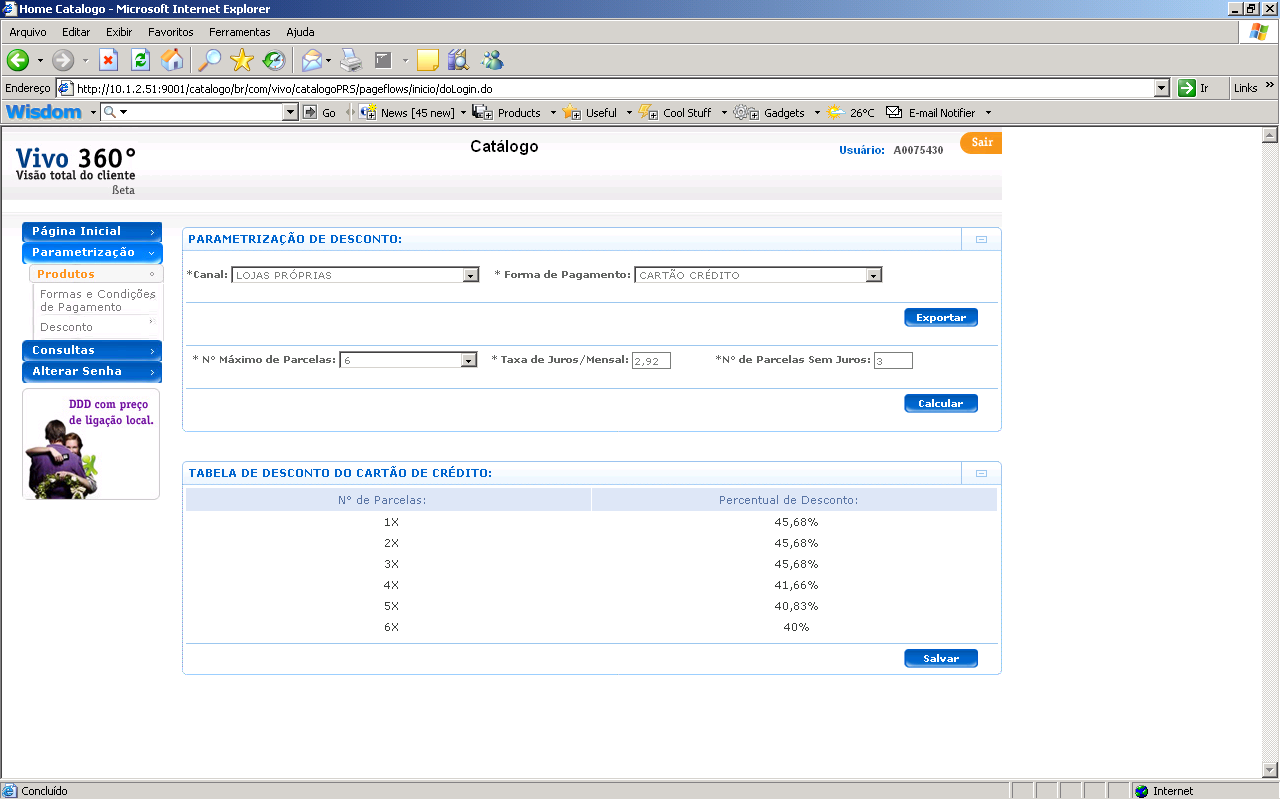 Home Catalogo - Microsoft Internet Explorer
Arquivo Editar Exibir Favoritos Ferramentas Ajuda
Endereço http://10.1.2.51:9001/catalogo/br/com/vivo/catalogoPRS/pageflows/inicio/doLogin.do Ir Links »
Wisdom Go News [45 new] Products Useful Cool Stuff Gadgets 26°C E-mail Notifier
Vivo 360°
Visão total do cliente
ßeta
Catálogo
Usuário: A0075430
Sair
Página Inicial
Parametrização
Produtos
Formas e Condições
de Pagamento
Desconto
Consultas
Alterar Senha
DDD com preço
de ligação local.
PARAMETRIZAÇÃO DE DESCONTO:
*Canal: LOJAS PRÓPRIAS * Forma de Pagamento: CARTÃO CRÉDITO
Exportar
* N° Máximo de Parcelas: 6 * Taxa de Juros/Mensal: 2,92 *N° de Parcelas Sem Juros: 3
Calcular
TABELA DE DESCONTO DO CARTÃO DE CRÉDITO:
N° de Parcelas: Percentual de Desconto:
1X 45,68%
2X 45,68%
3X 45,68%
4X 41,66%
5X 40,83%
6X 40%
Salvar
Concluído Internet